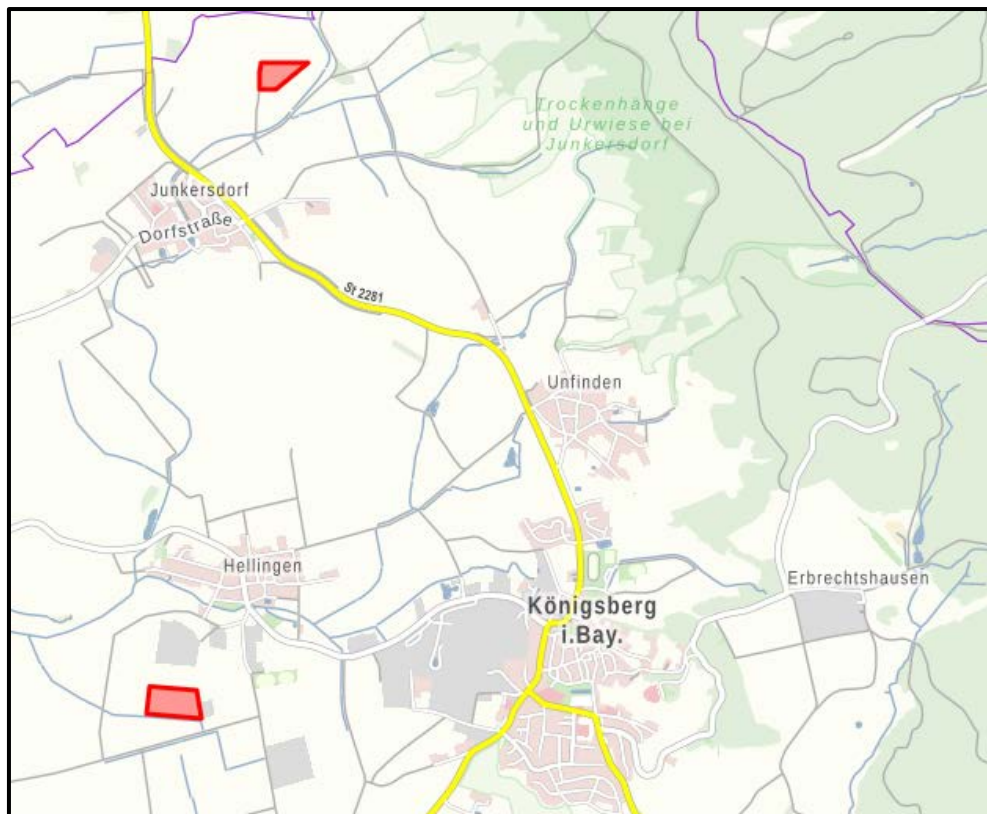 Trockenhänge
und Urwiese bei
Junkersdorf
Junkersdorf
Dorfstraße
St 2281
Unfinden
Hellingen
Erbrechtshausen
Königsberg
i.Bay.